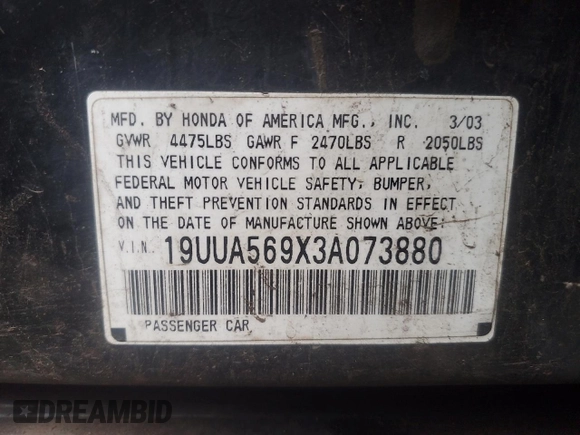 MFD. BY HONDA OF AMERICA MFG., INC. 3/03
GVWR 4475LBS GAWR F 2470LBS R 2050LBS
THIS VEHICLE CONFORMS TO ALL APPLICABLE
FEDERAL MOTOR VEHICLE SAFETY, BUMPER,
AND THEFT PREVENTION STANDARDS IN EFFECT
ON THE DATE OF MANUFACTURE SHOWN ABOVE.
V.I.N.: 19UUA569X3A073880
PASSENGER CAR
DREAMBID